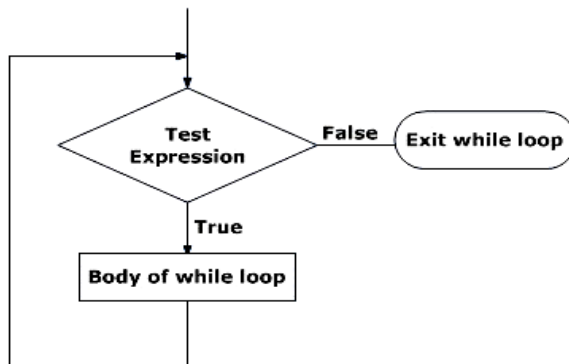 Test
Expression
False
Exit while loop
True
Body of while loop